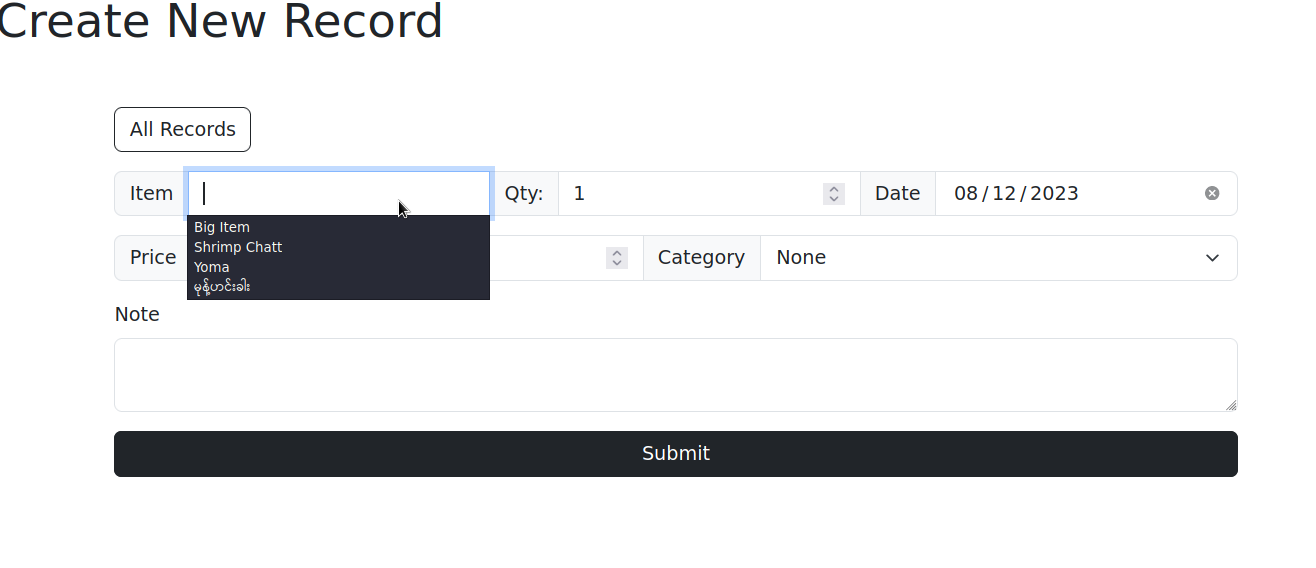 Create New Record
All Records
Item Qty: 1 Date 08/12/2023
Big Item
Shrimp Chatt
Yoma
မုန့်ဟင်းခါး
Price Category None
Note
Submit